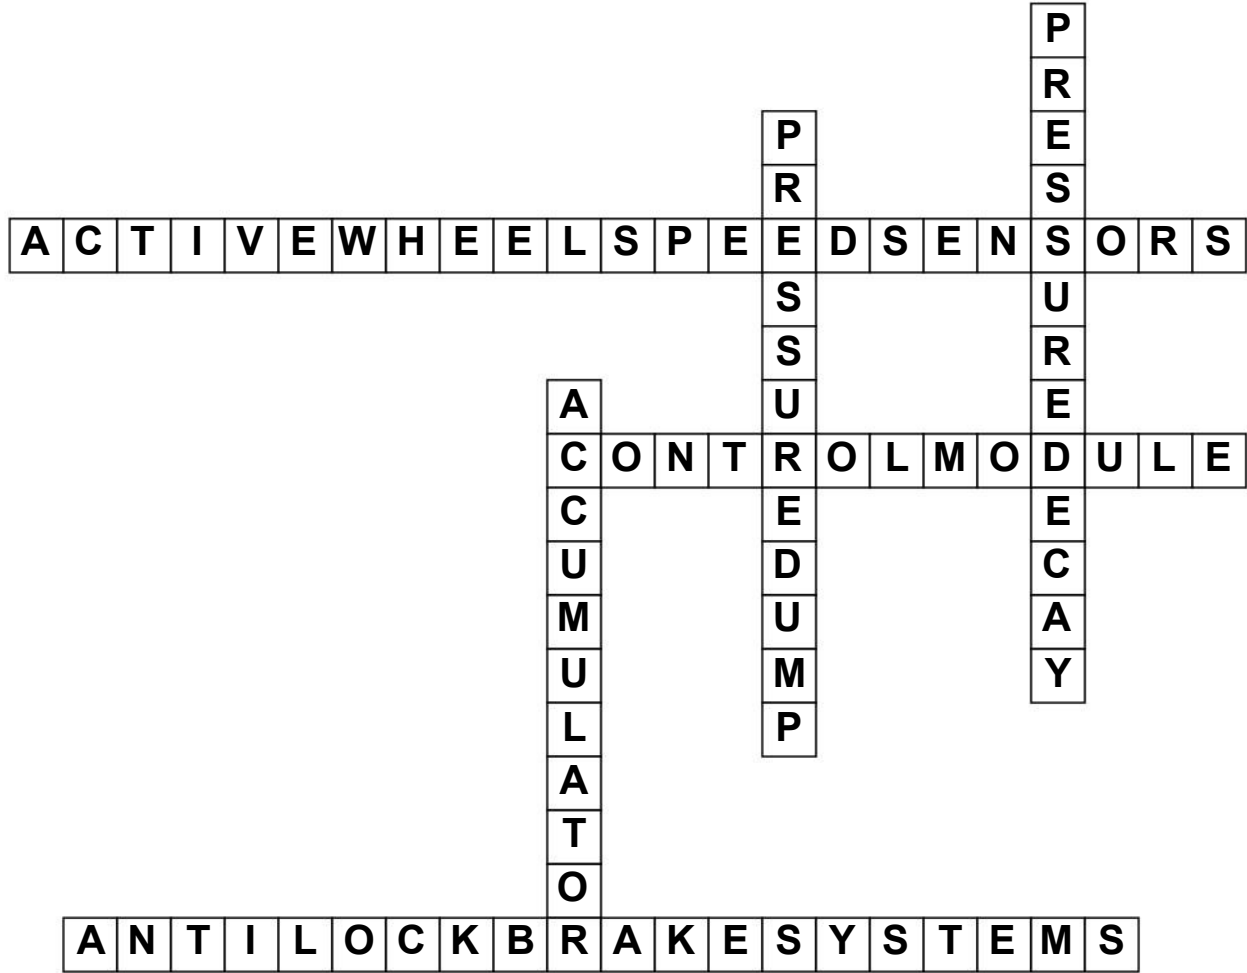 PRESSUREDECAY
PRESSUREDUMP
ACTIVEWHEELSPEEDSENSORS
ACCUMULATOR
CONTROLMODULE
ANTILOCKBRAKESYSTEMS